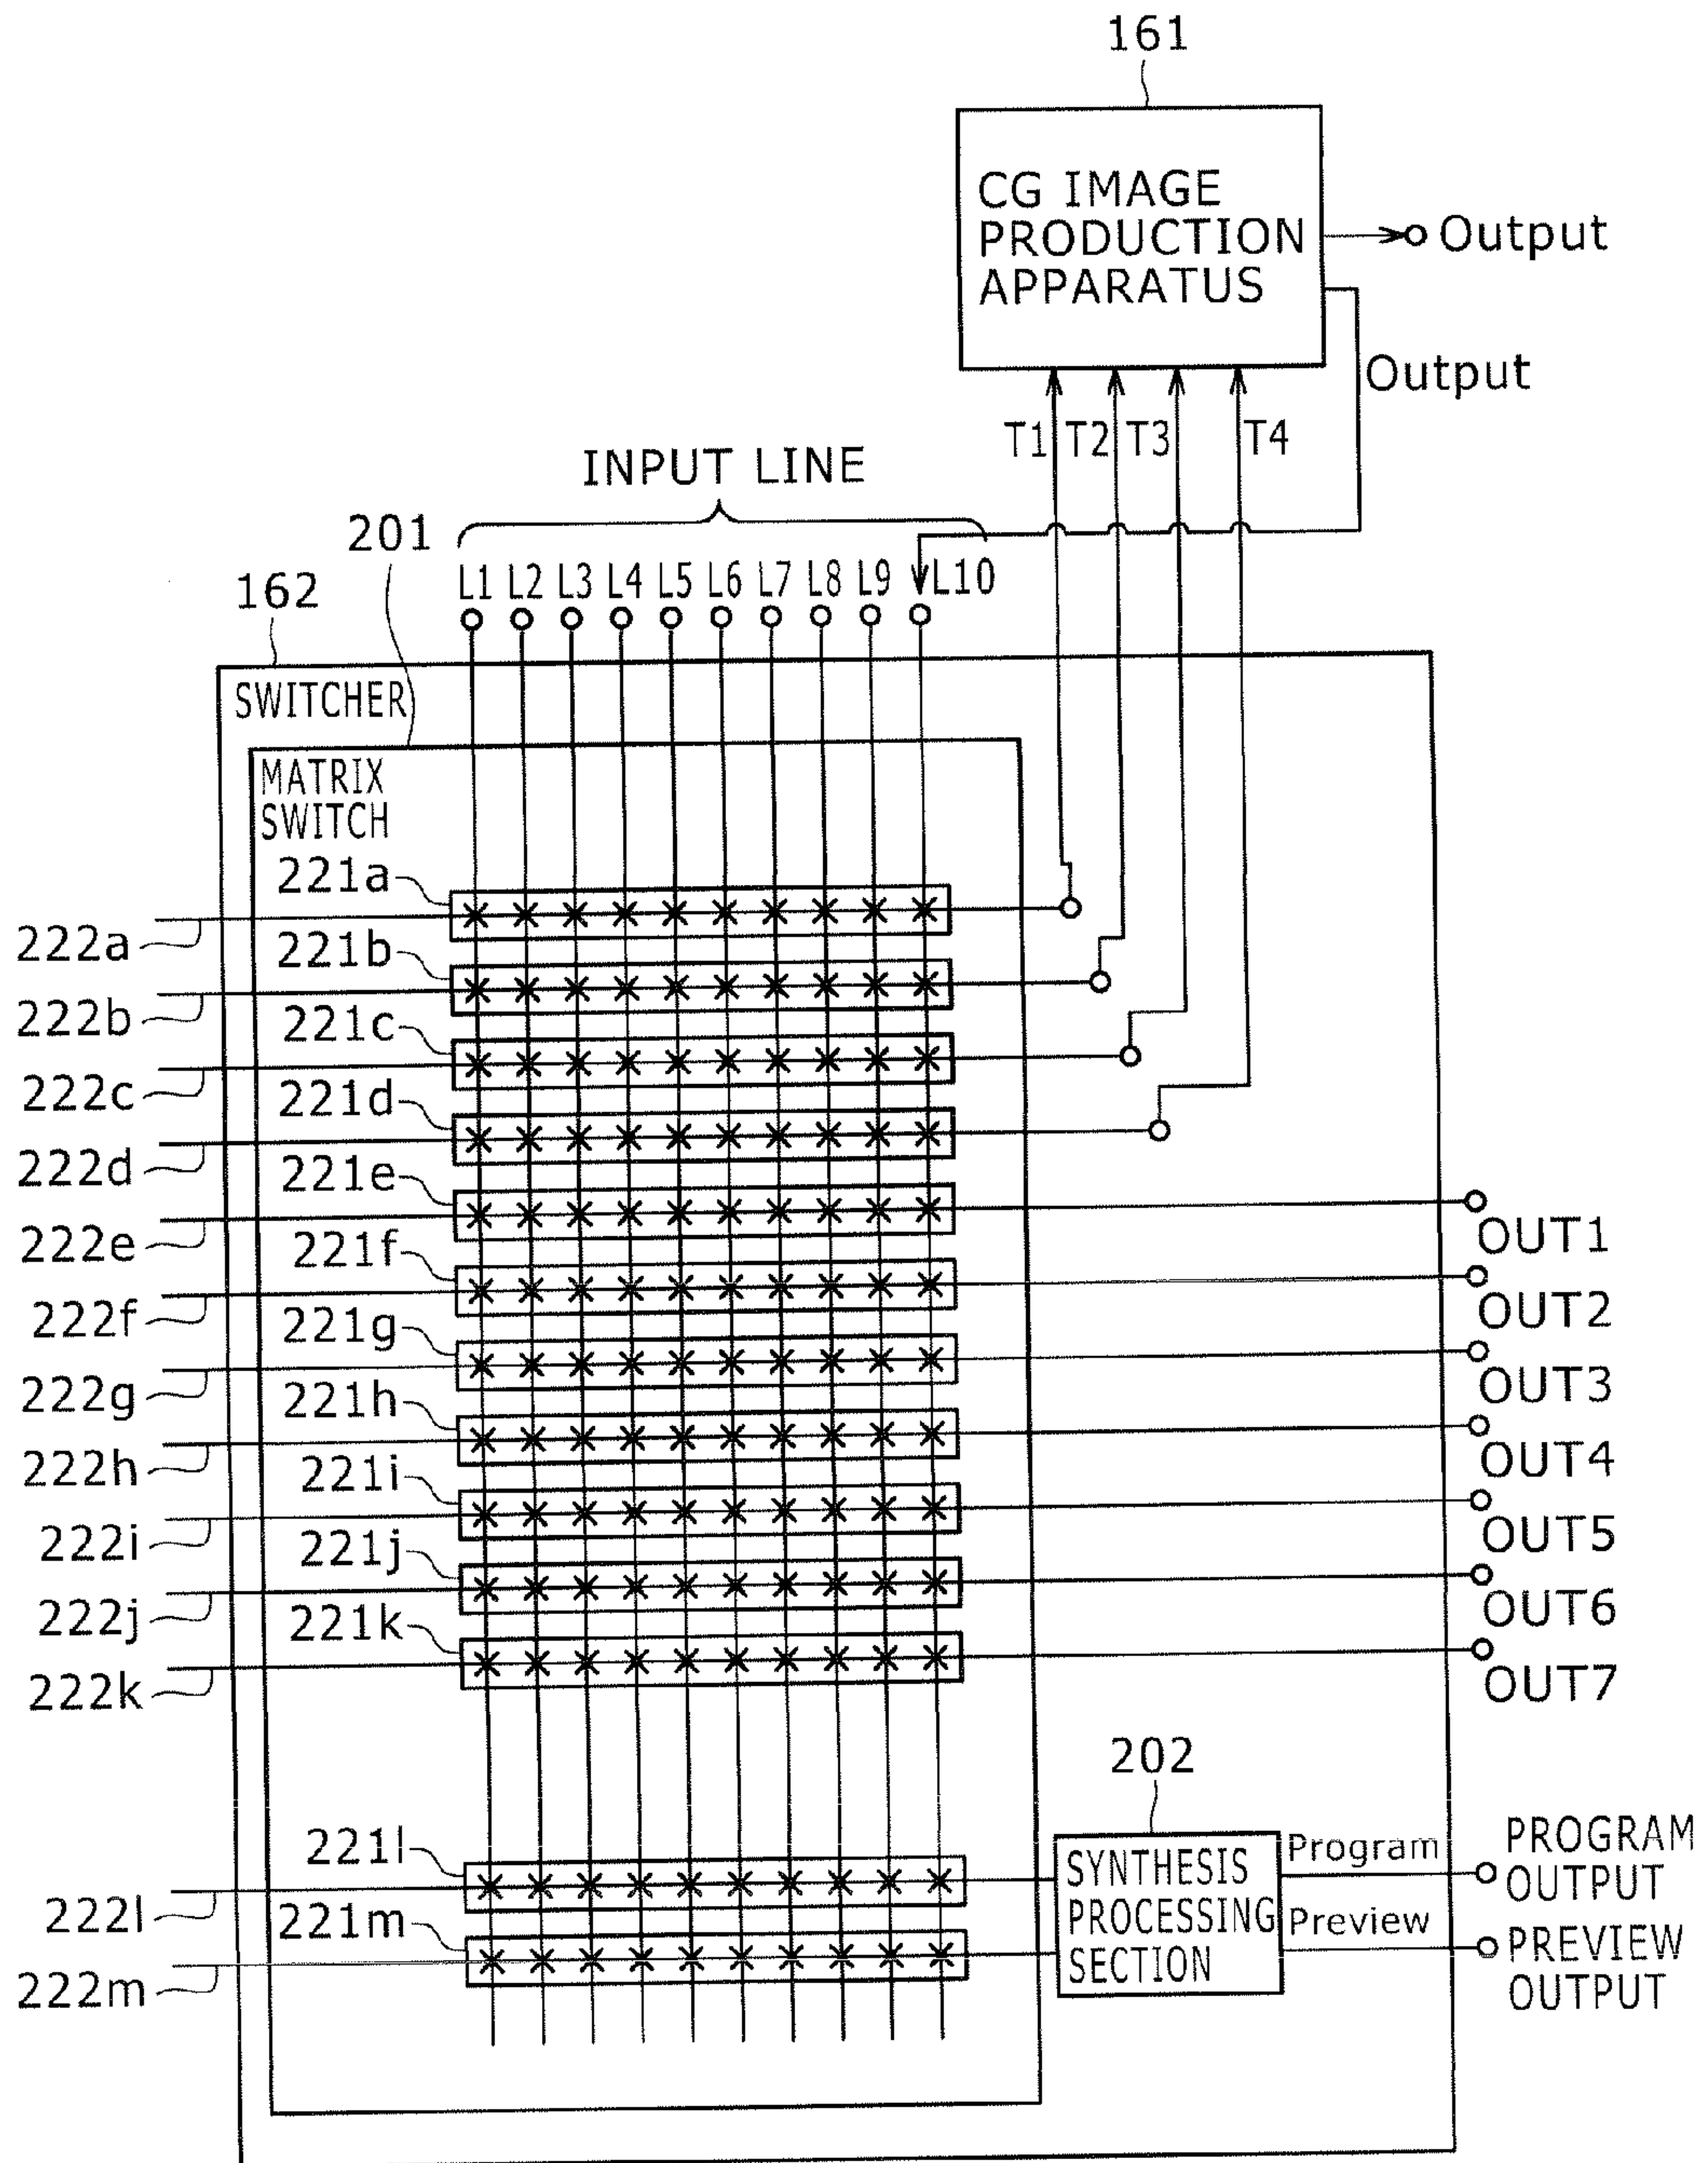 161
CG IMAGE
PRODUCTION
APPARATUS
Output
Output
T1 T2 T3 T4
INPUT LINE
201
162
L1 L2 L3 L4 L5 L6 L7 L8 L9 L10
SWITCHER
MATRIX
SWITCH
221a
222a
221b
222b
221c
222c
221d
222d
221e
222e
OUT1
221f
222f
OUT2
221g
222g
OUT3
221h
222h
OUT4
221i
222i
OUT5
221j
222j
OUT6
221k
222k
OUT7
202
221l
222l
SYNTHESIS
PROCESSING
SECTION
Program
PROGRAM
OUTPUT
221m
222m
Preview
PREVIEW
OUTPUT